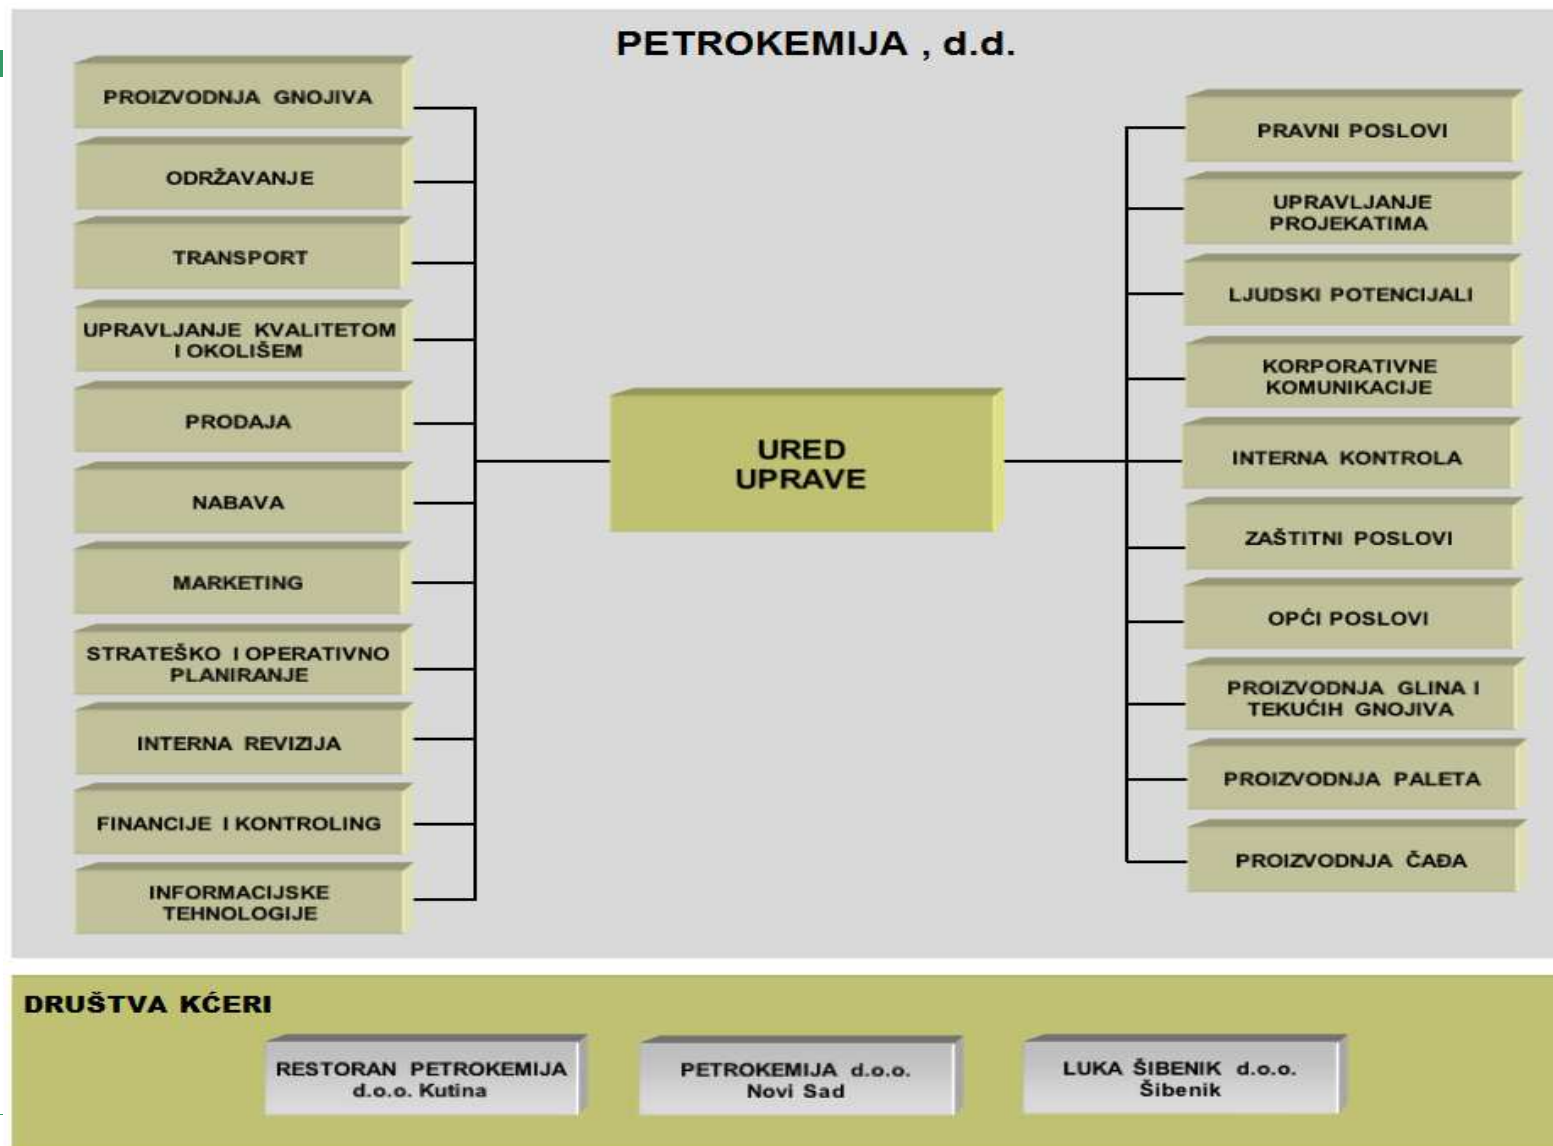 PETROKEMIJA , d.d.
PROIZVODNJA GNOJIVA
ODRŽAVANJE
TRANSPORT
UPRAVLJANJE KVALITETOM
I OKOLIŠEM
PRODAJA
NABAVA
MARKETING
STRATEŠKO I OPERATIVNO
PLANIRANJE
INTERNA REVIZIJA
FINANCIJE I KONTROLING
INFORMACIJSKE
TEHNOLOGIJE
URED
UPRAVE
PRAVNI POSLOVI
UPRAVLJANJE
PROJEKATIMA
LJUDSKI POTENCIJALI
KORPORATIVNE
KOMUNIKACIJE
INTERNA KONTROLA
ZAŠTITNI POSLOVI
OPĆI POSLOVI
PROIZVODNJA GLINA I
TEKUĆIH GNOJIVA
PROIZVODNJA PALETA
PROIZVODNJA ČAĐA
DRUŠTVA KĆERI
RESTORAN PETROKEMIJA
d.o.o. Kutina
PETROKEMIJA d.o.o.
Novi Sad
LUKA ŠIBENIK d.o.o.
Šibenik